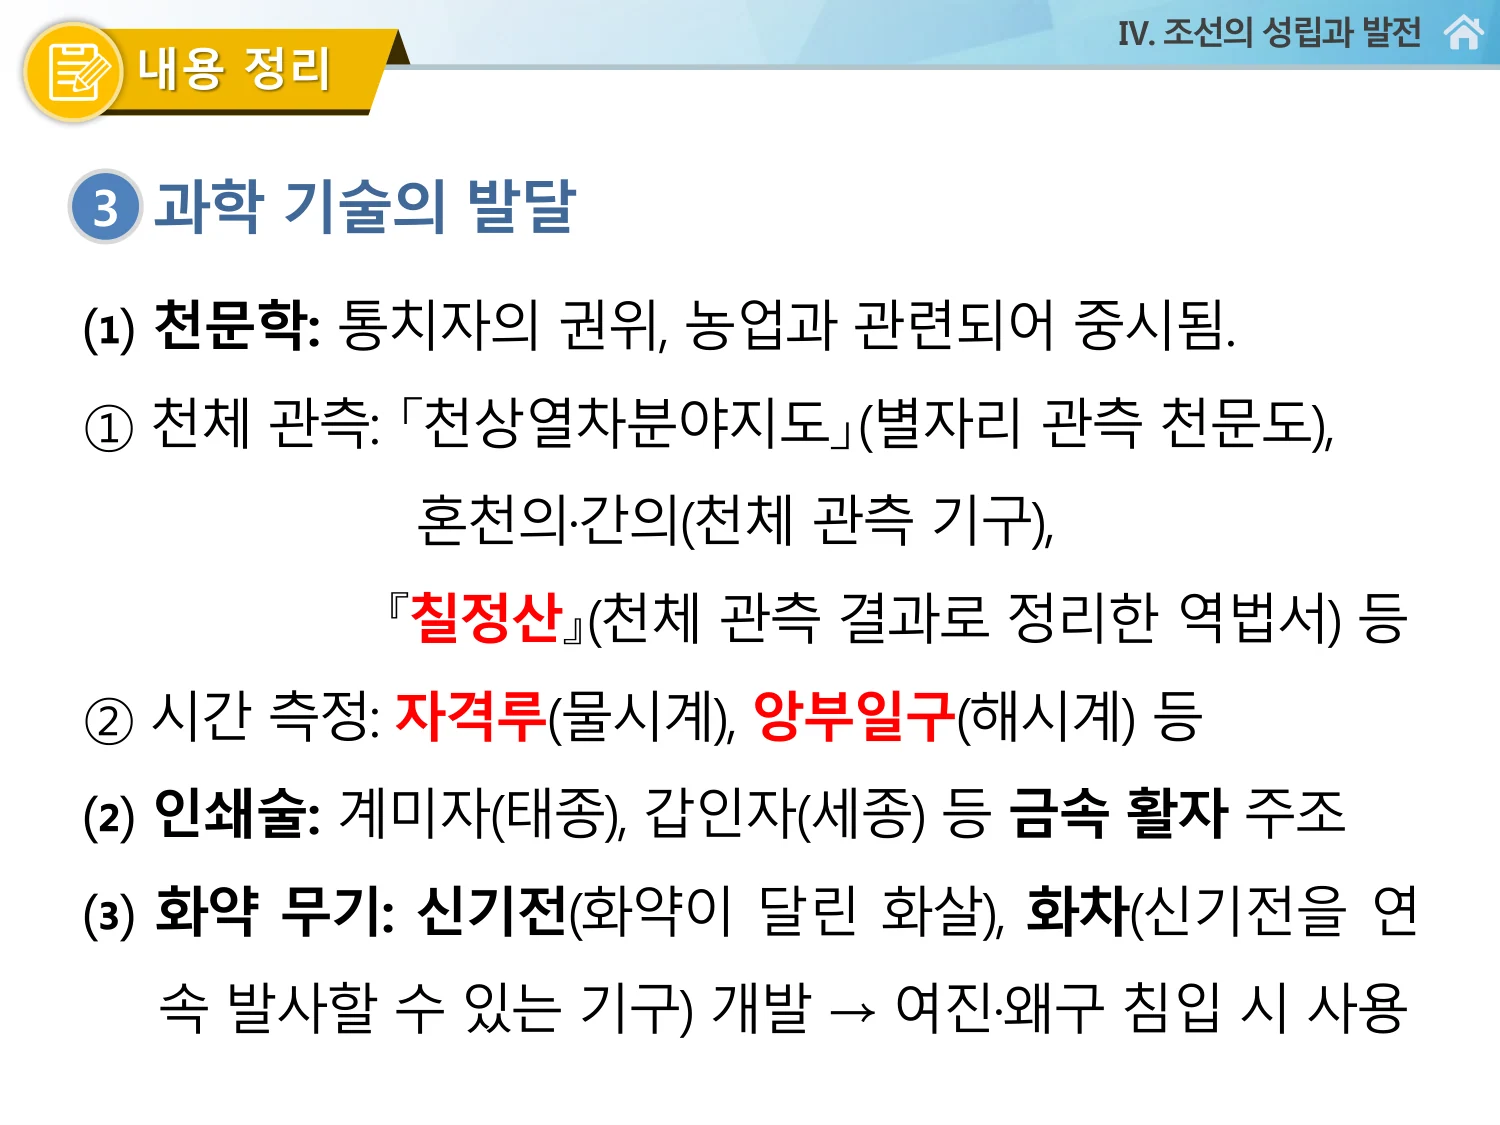 IV. 조선의 성립과 발전
내용 정리
3 과학 기술의 발달
(1) 천문학: 통치자의 권위, 농업과 관련되어 중시됨.
① 천체 관측: 「천상열차분야지도」(별자리 관측 천문도),
혼천의·간의(천체 관측 기구),
『칠정산』(천체 관측 결과로 정리한 역법서) 등
② 시간 측정: 자격루(물시계), 앙부일구(해시계) 등
(2) 인쇄술: 계미자(태종), 갑인자(세종) 등 금속 활자 주조
(3) 화약 무기: 신기전(화약이 달린 화살), 화차(신기전을 연
속 발사할 수 있는 기구) 개발 → 여진·왜구 침입 시 사용